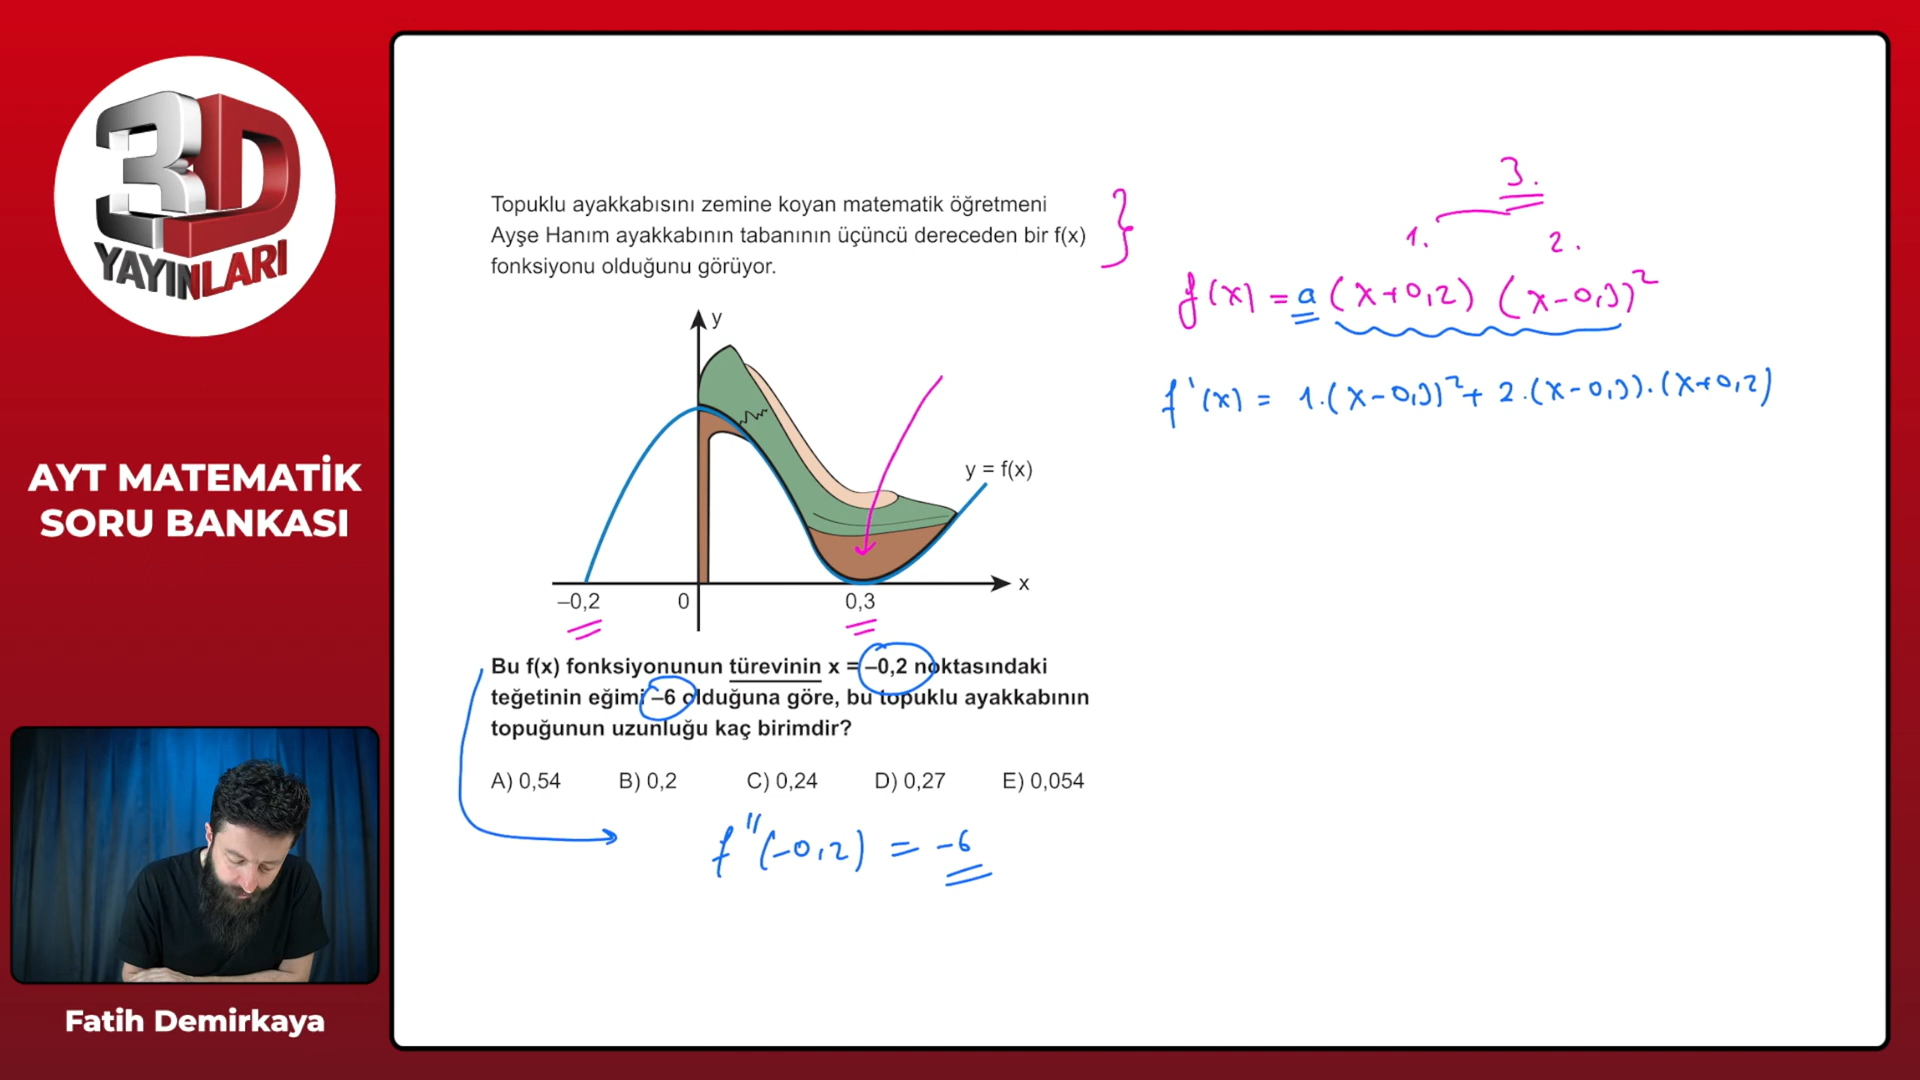 3D
YAYINLARI
AYT MATEMATİK
SORU BANKASI
Fatih Demirkaya
Topuklu ayakkabısını zemine koyan matematik öğretmeni
Ayşe Hanım ayakkabının tabanının üçüncü dereceden bir f(x)
fonksiyonu olduğunu görüyor.
y
y = f(x)
x
–0,2
0
0,3
Bu f(x) fonksiyonunun türevinin x = –0,2 noktasındaki
teğetinin eğimi –6 olduğuna göre, bu topuklu ayakkabının
topuğunun uzunluğu kaç birimdir?
A) 0,54 B) 0,2 C) 0,24 D) 0,27 E) 0,054
f''(-0,2) = -6
3.
1. 2.
f(x) = a(x+0,2) (x-0,3)²
f'(x) = 1.(x-0,3)²+ 2.(x-0,3).(x+0,2)